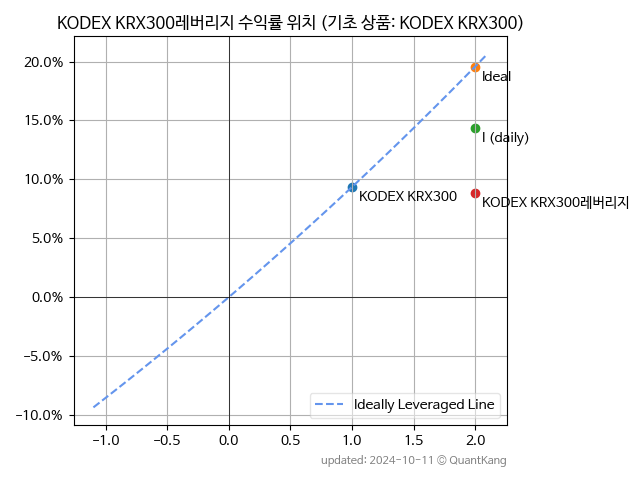 KODEX KRX300레버리지 수익률 위치 (기초 상품: KODEX KRX300)
20.0%
15.0%
10.0%
5.0%
0.0%
−5.0%
−10.0%
Ideal
I (daily)
KODEX KRX300
KODEX KRX300레버리지
Ideally Leveraged Line
−1.0 −0.5 0.0 0.5 1.0 1.5 2.0
updated: 2024-10-11 © QuantKang